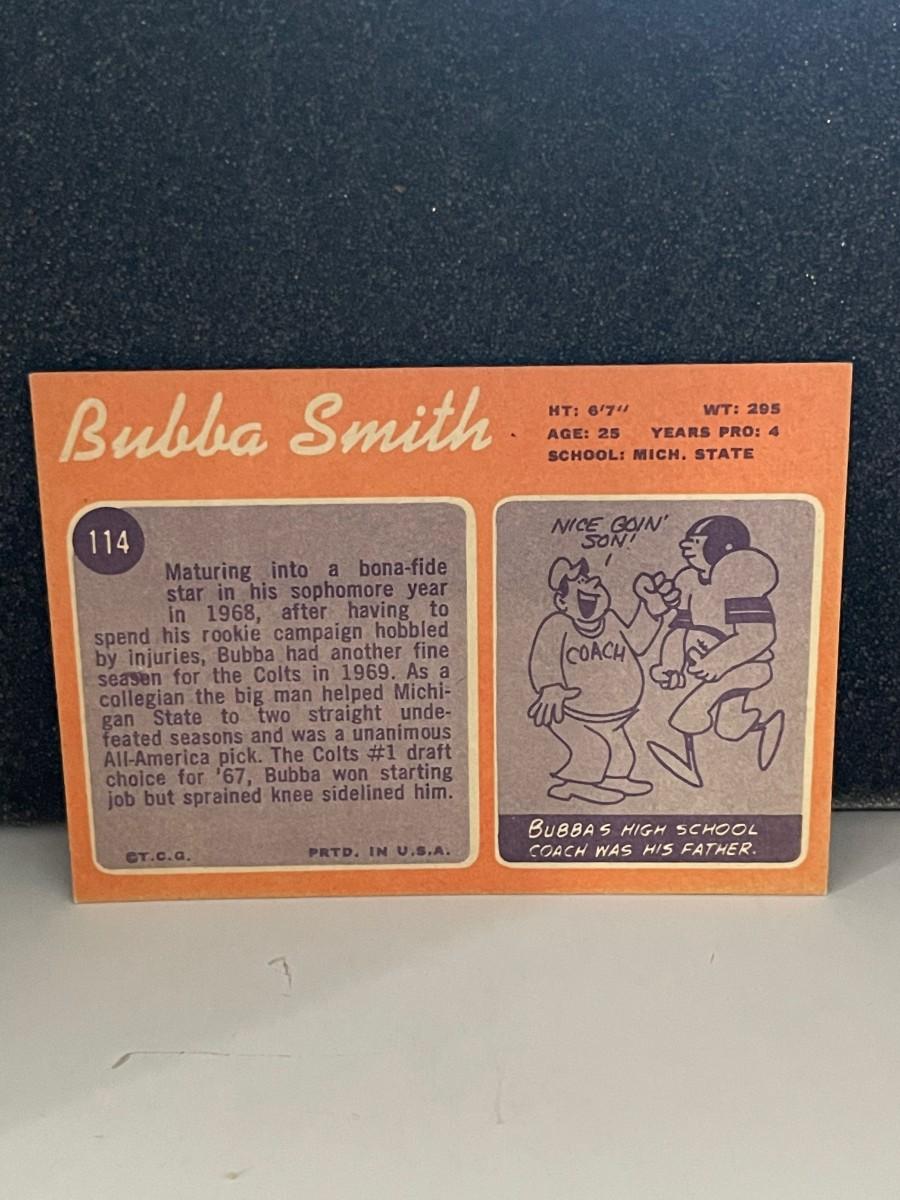 Bubba Smith
HT: 6'7" WT: 295
AGE: 25 YEARS PRO: 4
SCHOOL: MICH. STATE
114
Maturing into a bona-fide
star in his sophomore year
in 1968, after having to
spend his rookie campaign hobbled
by injuries, Bubba had another fine
season for the Colts in 1969. As a
collegian the big man helped Michi-
gan State to two straight unde-
feated seasons and was a unanimous
All-America pick. The Colts #1 draft
choice for '67, Bubba won starting
job but sprained knee sidelined him.
©T.C.G. PRTD. IN U.S.A.
NICE GOIN'
SON!
COACH
BUBBAS HIGH SCHOOL
COACH WAS HIS FATHER.